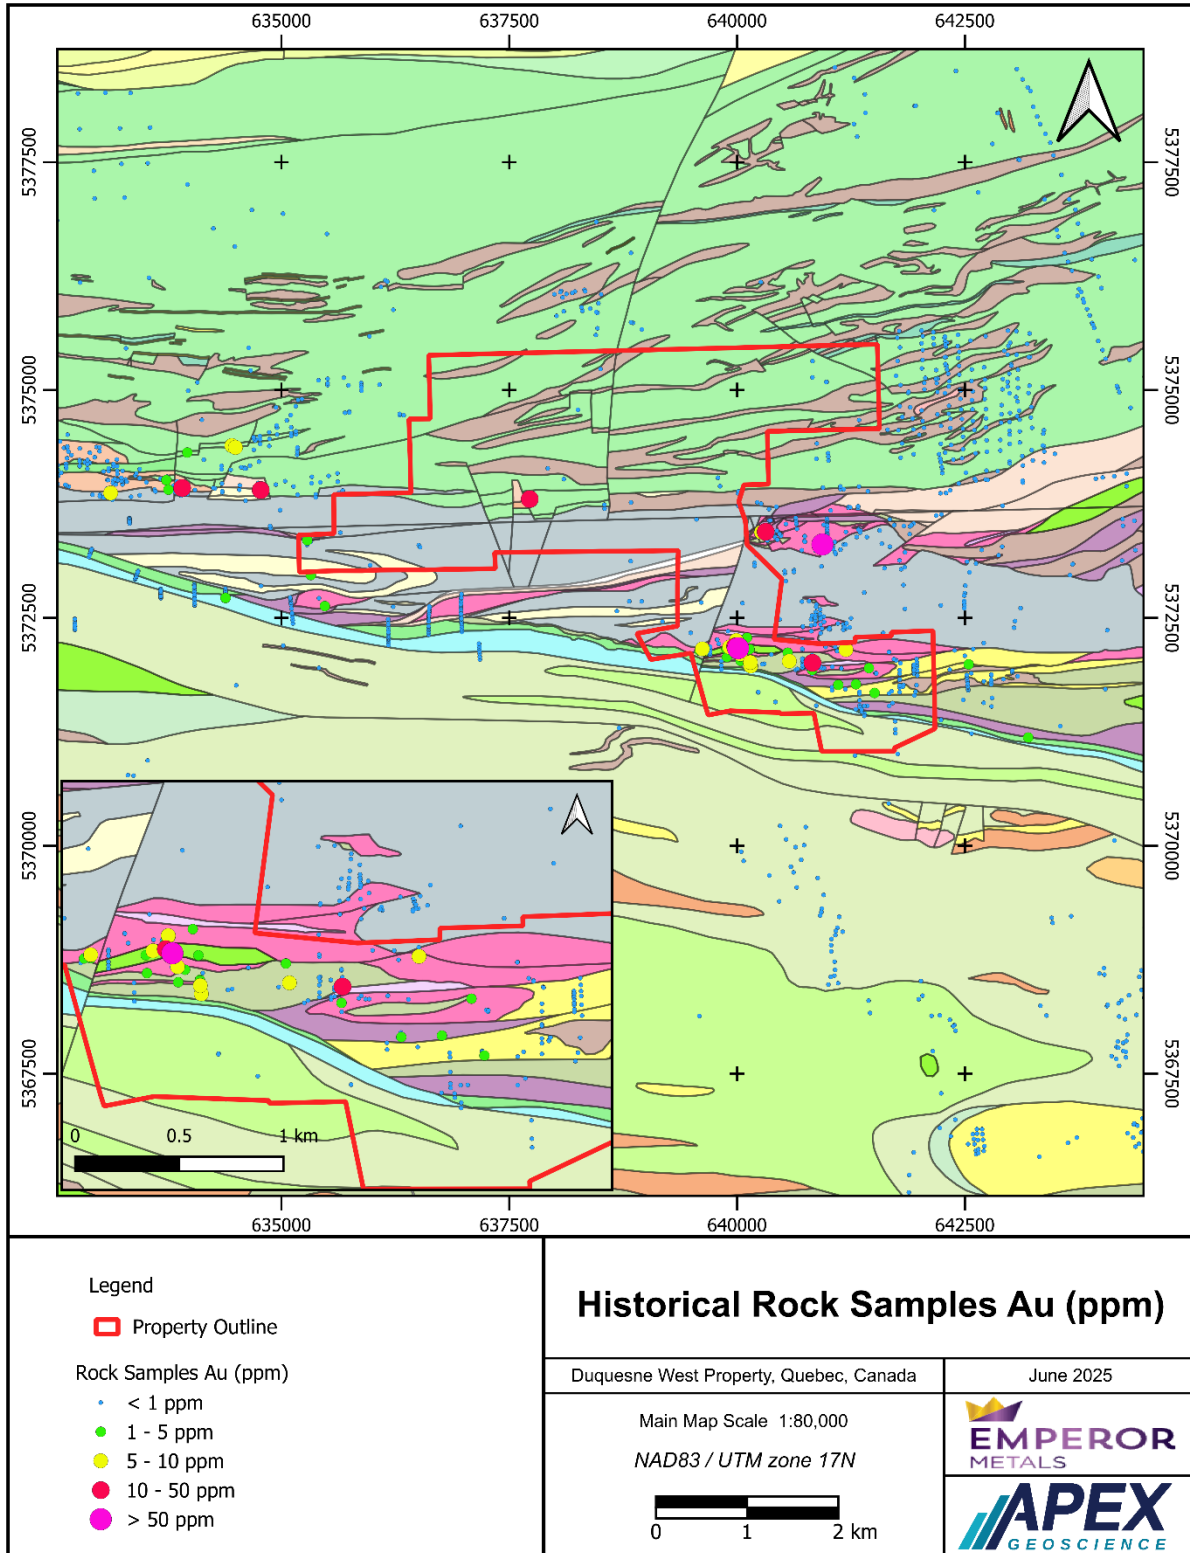 635000 637500 640000 642500
5377500 5377500
5375000 5375000
5372500 5372500
5370000 5370000
5367500 5367500
0 0.5 1 km
635000 637500 640000 642500
Legend
Property Outline
Rock Samples Au (ppm)
< 1 ppm
1 - 5 ppm
5 - 10 ppm
10 - 50 ppm
> 50 ppm
Historical Rock Samples Au (ppm)
Duquesne West Property, Quebec, Canada
June 2025
Main Map Scale 1:80,000
NAD83 / UTM zone 17N
0 1 2 km
EMPEROR
METALS
APEX
GEOSCIENCE